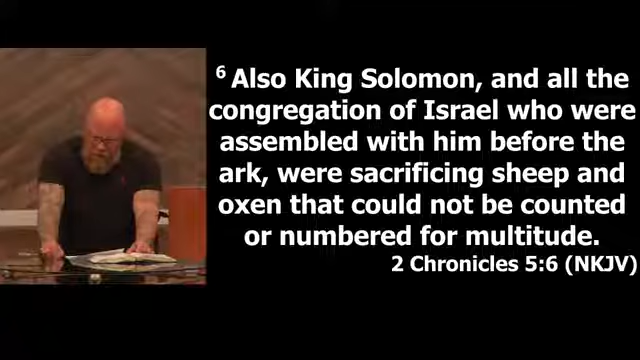 6 Also King Solomon, and all the
congregation of Israel who were
assembled with him before the
ark, were sacrificing sheep and
oxen that could not be counted
or numbered for multitude.
2 Chronicles 5:6 (NKJV)